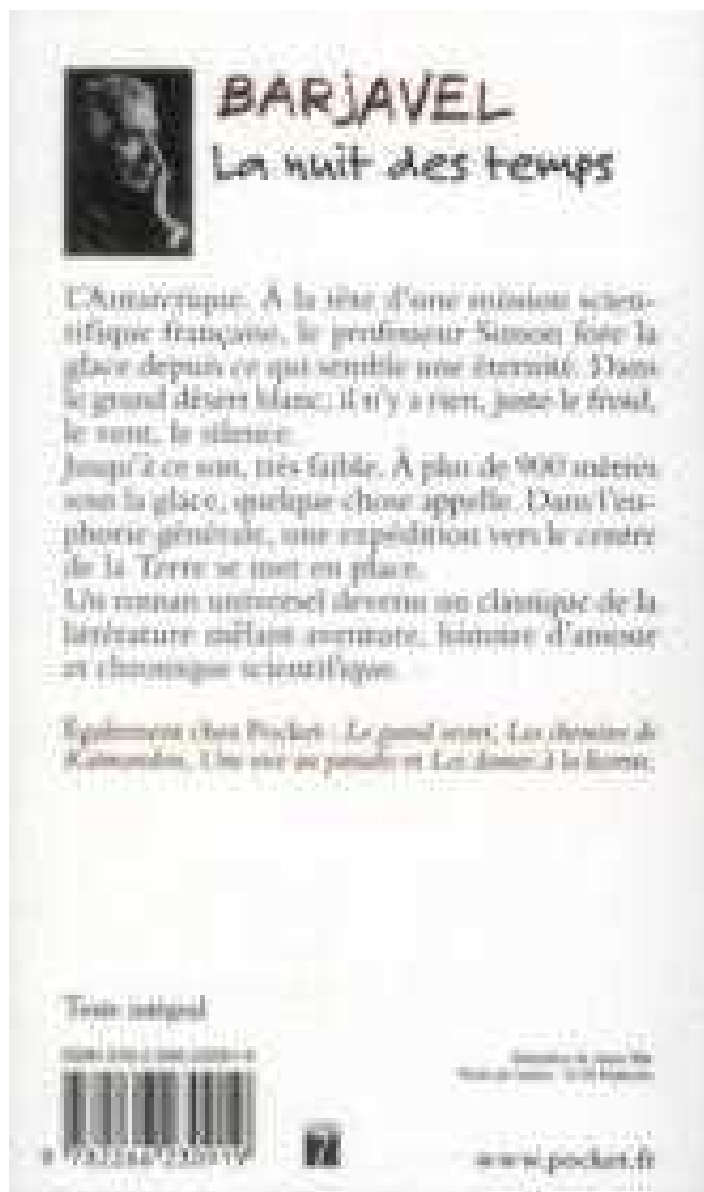 BARjAVEL
La nuit des temps
L'Antarctique. À la tête d'une mission scien-
tifique française, le professeur Simon fore la
glace depuis ce qui semble une éternité. Dans
le grand désert blanc, il n'y a rien, juste le froid,
le vent, le silence.
Jusqu'à ce son, très faible. À plus de 900 mètres
sous la glace, quelque chose appelle. Dans l'eu-
phorie générale, une expédition vers le centre
de la Terre se met en place.
Un roman universel devenu un classique de la
littérature mêlant aventure, histoire d'amour
et chronique scientifique.
Également chez Pocket : Le grand secret, Les chemins de
Katmandou, Une rose au paradis et Les dames à la licorne.
Texte intégral
www.pocket.fr